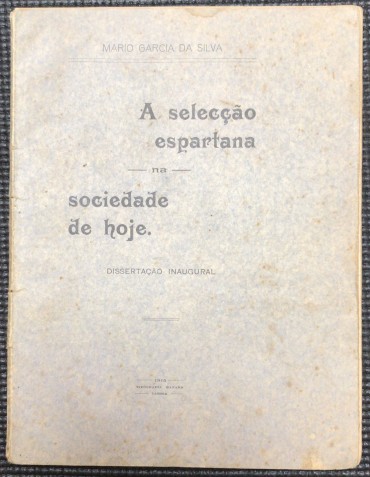 MARIO GARCIA DA SILVA
A selecção
espartana
na
sociedade
de hoje.
DISSERTAÇÃO INAUGURAL